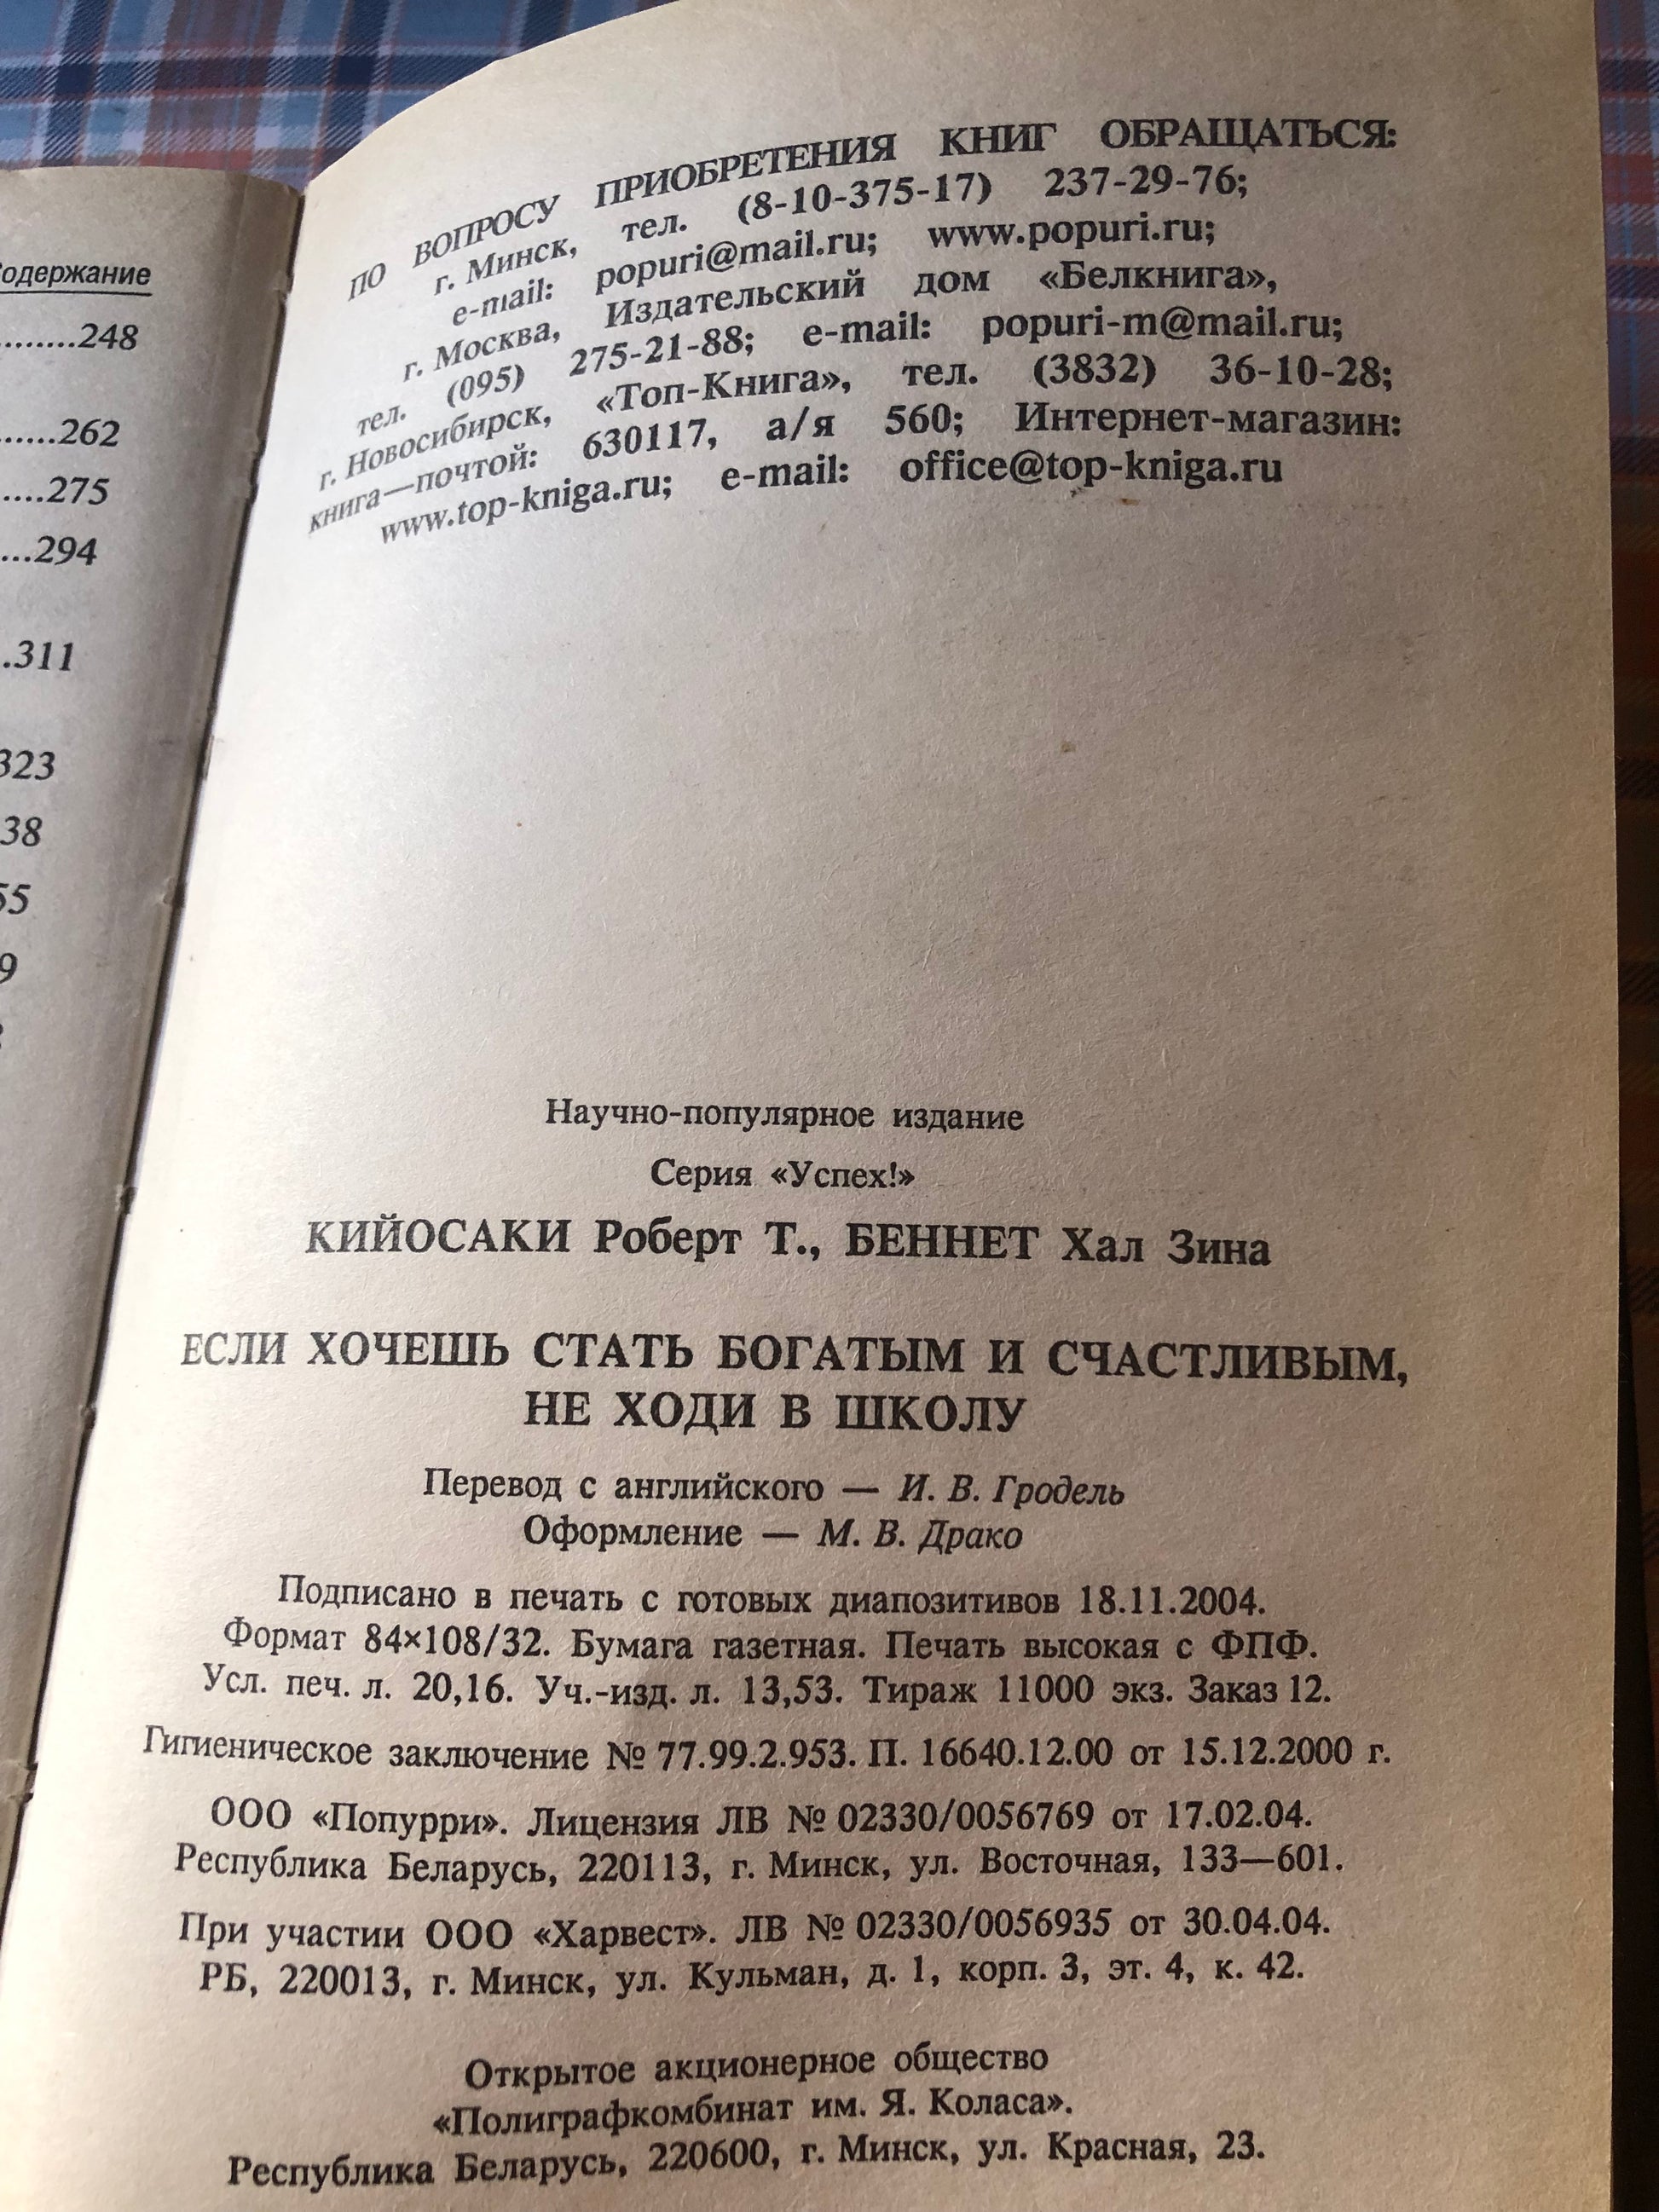 Содержание
........248
......262
.....275
...294
..311
323
38
55
9
ПО ВОПРОСУ ПРИОБРЕТЕНИЯ КНИГ ОБРАЩАТЬСЯ:
г. Минск, тел. (8-10-375-17) 237-29-76;
e-mail: popuri@mail.ru; www.popuri.ru;
г. Москва, Издательский дом «Белкнига»,
тел. (095) 275-21-88; e-mail: popuri-m@mail.ru;
г. Новосибирск, «Топ-Книга», тел. (3832) 36-10-28;
книга—почтой: 630117, а/я 560; Интернет-магазин:
www.top-kniga.ru; e-mail: office@top-kniga.ru
Научно-популярное издание
Серия «Успех!»
КИЙОСАКИ Роберт Т., БЕННЕТ Хал Зина
ЕСЛИ ХОЧЕШЬ СТАТЬ БОГАТЫМ И СЧАСТЛИВЫМ,
НЕ ХОДИ В ШКОЛУ
Перевод с английского — И. В. Гродель
Оформление — М. В. Драко
Подписано в печать с готовых диапозитивов 18.11.2004.
Формат 84×108/32. Бумага газетная. Печать высокая с ФПФ.
Усл. печ. л. 20,16. Уч.-изд. л. 13,53. Тираж 11000 экз. Заказ 12.
Гигиеническое заключение № 77.99.2.953. П. 16640.12.00 от 15.12.2000 г.
ООО «Попурри». Лицензия ЛВ № 02330/0056769 от 17.02.04.
Республика Беларусь, 220113, г. Минск, ул. Восточная, 133—601.
При участии ООО «Харвест». ЛВ № 02330/0056935 от 30.04.04.
РБ, 220013, г. Минск, ул. Кульман, д. 1, корп. 3, эт. 4, к. 42.
Открытое акционерное общество
«Полиграфкомбинат им. Я. Коласа».
Республика Беларусь, 220600, г. Минск, ул. Красная, 23.